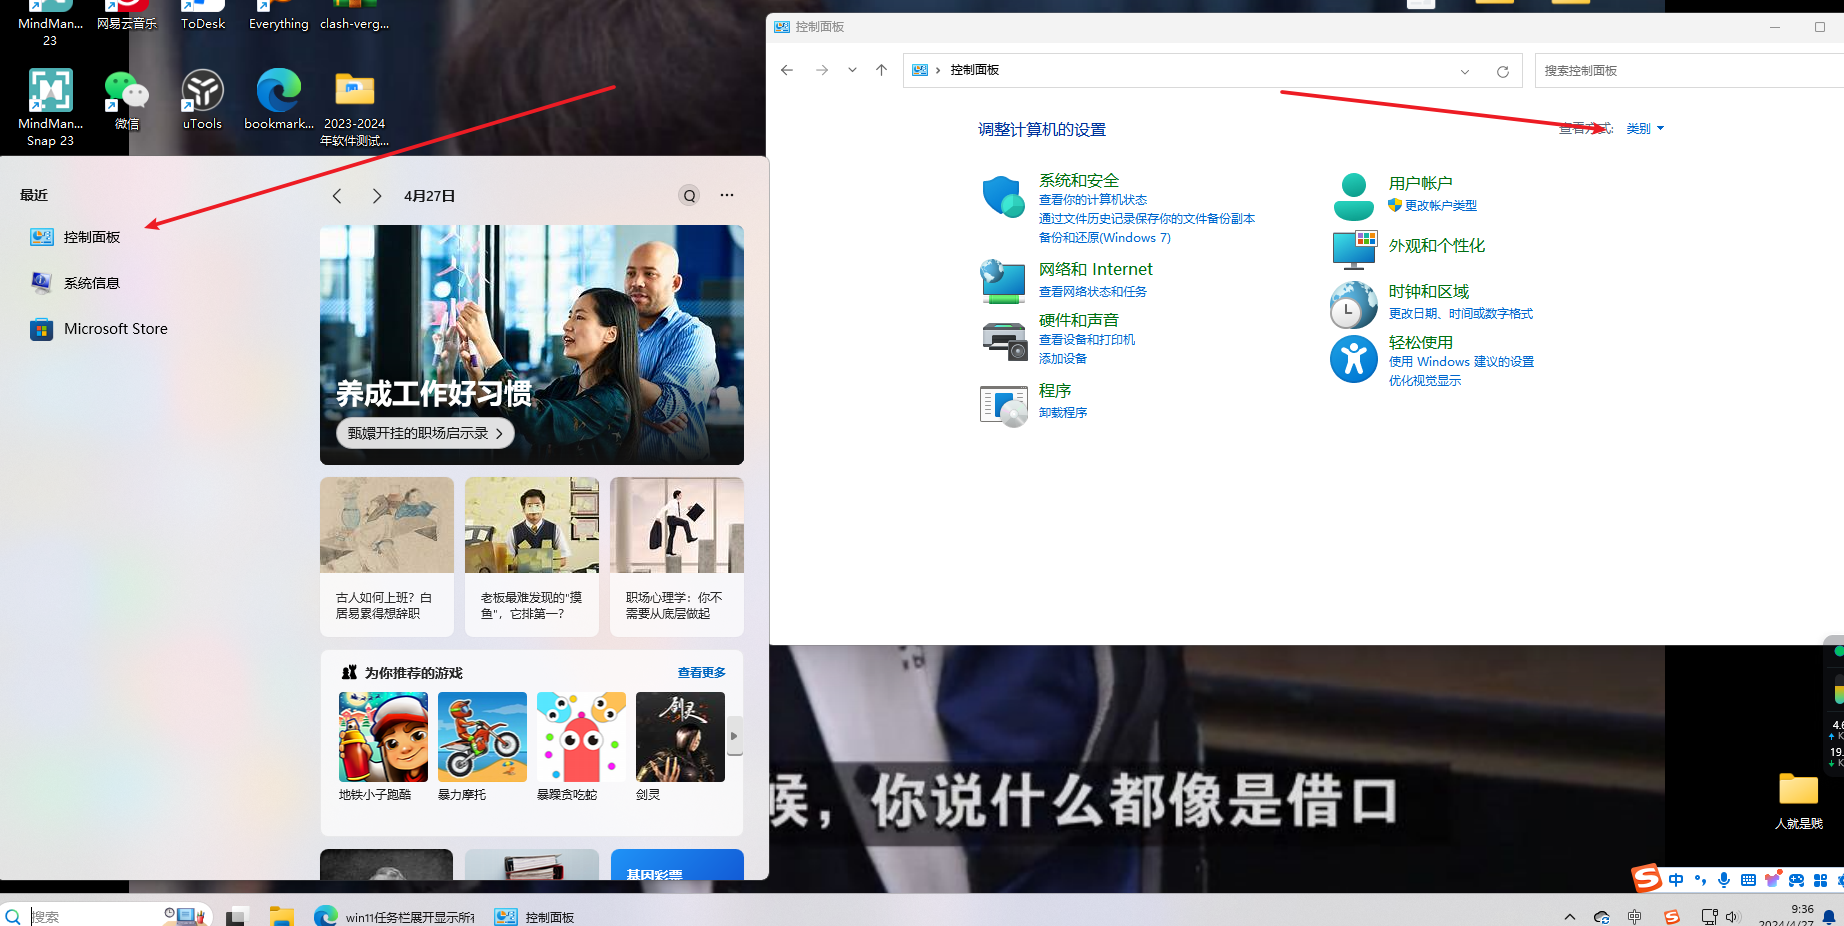 MindMan...
23
网易云音乐
ToDesk
Everything
clash-verg...
MindMan...
Snap 23
微信
uTools
bookmark...
2023-2024
年软件测试...
最近
控制面板
系统信息
Microsoft Store
4月27日
Q
养成工作好习惯
甄嬛开挂的职场启示录
古人如何上班？白
居易累得想辞职
老板最难发现的"摸
鱼"，它排第一？
职场心理学：你不
需要从底层做起
为你推荐的游戏
查看更多
剑灵
地铁小子跑酷
暴力摩托
暴躁贪吃蛇
剑灵
基因彩票
控制面板
控制面板
搜索控制面板
调整计算机的设置
查看方式:
类别
系统和安全
查看你的计算机状态
通过文件历史记录保存你的文件备份副本
备份和还原(Windows 7)
网络和 Internet
查看网络状态和任务
硬件和声音
查看设备和打印机
添加设备
程序
卸载程序
用户帐户
更改帐户类型
外观和个性化
时钟和区域
更改日期、时间或数字格式
轻松使用
使用 Windows 建议的设置
优化视觉显示
候，你说什么都像是借口
人就是贱
中
搜索
win11任务栏展开显示所有
控制面板
中
9:36
2024/4/27